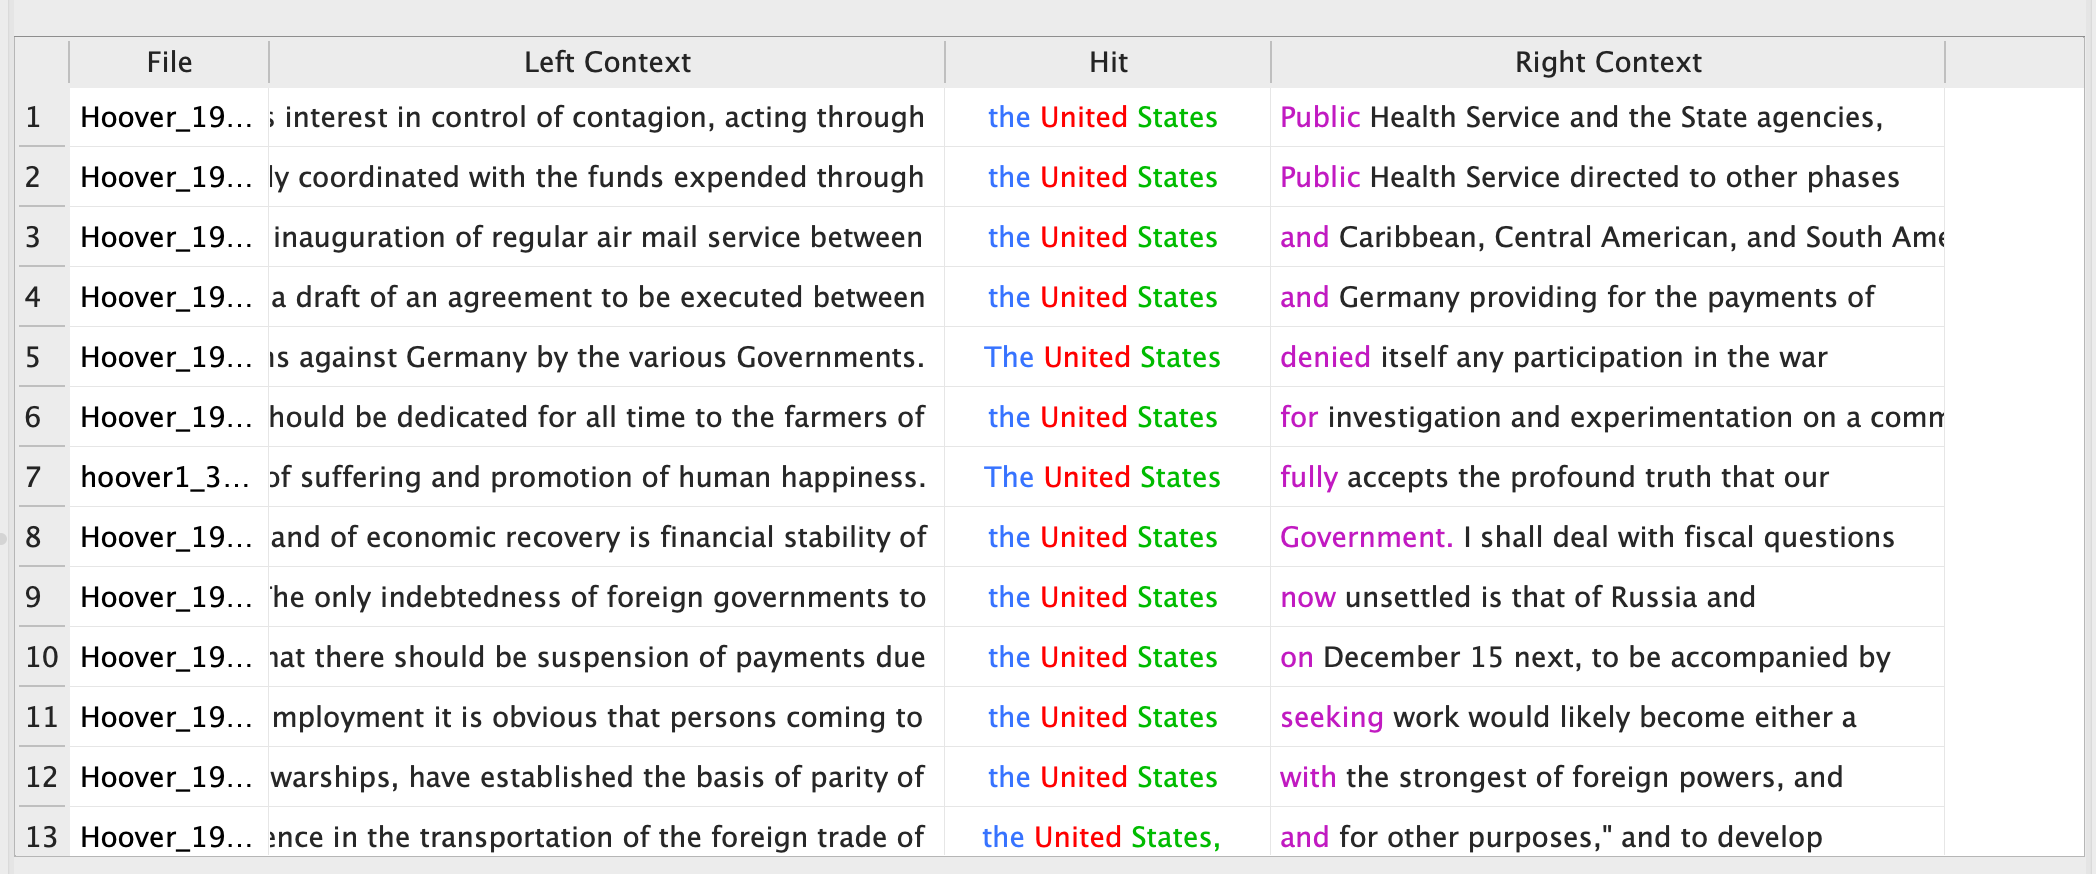 File Left Context Hit Right Context
1 Hoover_19... interest in control of contagion, acting through the United States Public Health Service and the State agencies,
2 Hoover_19... ly coordinated with the funds expended through the United States Public Health Service directed to other phases
3 Hoover_19... inauguration of regular air mail service between the United States and Caribbean, Central American, and South Ame
4 Hoover_19... a draft of an agreement to be executed between the United States and Germany providing for the payments of
5 Hoover_19... against Germany by the various Governments. The United States denied itself any participation in the war
6 Hoover_19... hould be dedicated for all time to the farmers of the United States for investigation and experimentation on a comm
7 hoover1_3... of suffering and promotion of human happiness. The United States fully accepts the profound truth that our
8 Hoover_19... and of economic recovery is financial stability of the United States Government. I shall deal with fiscal questions
9 Hoover_19... The only indebtedness of foreign governments to the United States now unsettled is that of Russia and
10 Hoover_19... hat there should be suspension of payments due the United States on December 15 next, to be accompanied by
11 Hoover_19... mployment it is obvious that persons coming to the United States seeking work would likely become either a
12 Hoover_19... warships, have established the basis of parity of the United States with the strongest of foreign powers, and
13 Hoover_19... ence in the transportation of the foreign trade of the United States, and for other purposes," and to develop